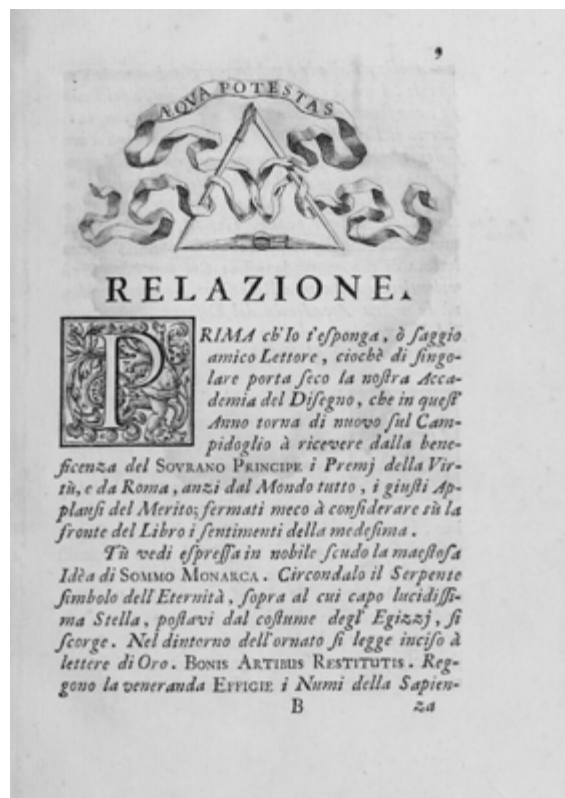 9
ÆQVA POTESTAS
RELAZIONE.
PRIMA ch'Io t'esponga, ò saggio
amico Lettore, ciochè di singo-
lare porta seco la nostra Acca-
demia del Disegno, che in quest'
Anno torna di nuovo sul Cam-
pidoglio à ricevere dalla bene-
ficenza del SOVRANO PRINCIPE i Premj della Vir-
tù, e da Roma, anzi dal Mondo tutto, i giusti Ap-
plausi del Merito; fermati meco à considerare sù la
fronte del Libro i sentimenti della medesima.
Tù vedi espressa in nobile scudo la maestosa
Idèa di SOMMO MONARCA. Circondalo il Serpente
simbolo dell'Eternità, sopra al cui capo lucidissi-
ma Stella, postavi dal costume degl' Egizzj, si
scorge. Nel dintorno dell'ornato si legge inciso à
lettere di Oro. BONIS ARTIBUS RESTITUTIS. Reg-
gono la veneranda EFFIGIE i Numi della Sapien-
B za